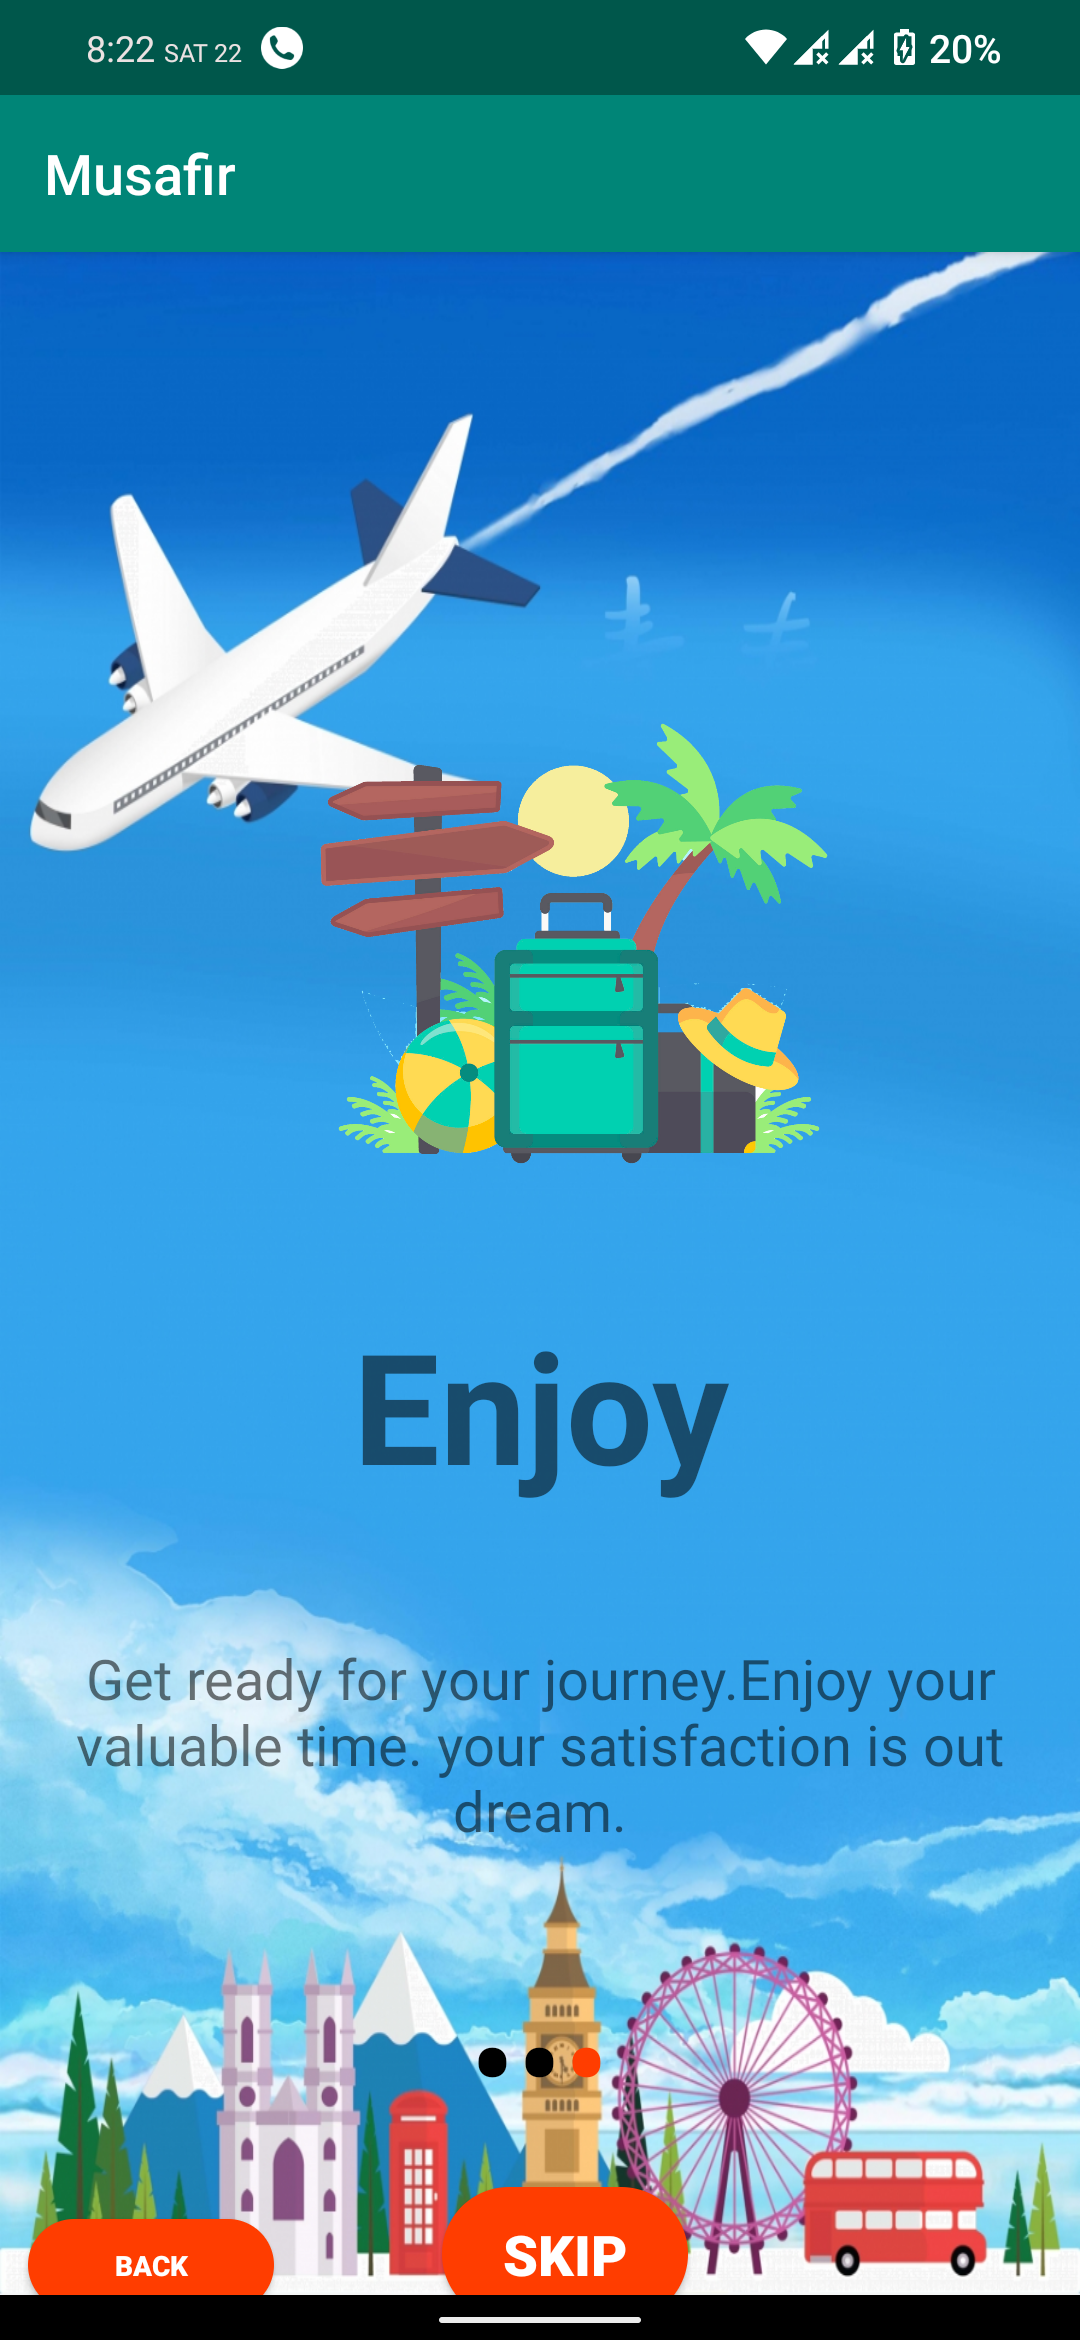 8:22 SAT 22 20%
Musafir
Enjoy
Get ready for your journey.Enjoy your
valuable time. your satisfaction is out
dream.
BACK
SKIP